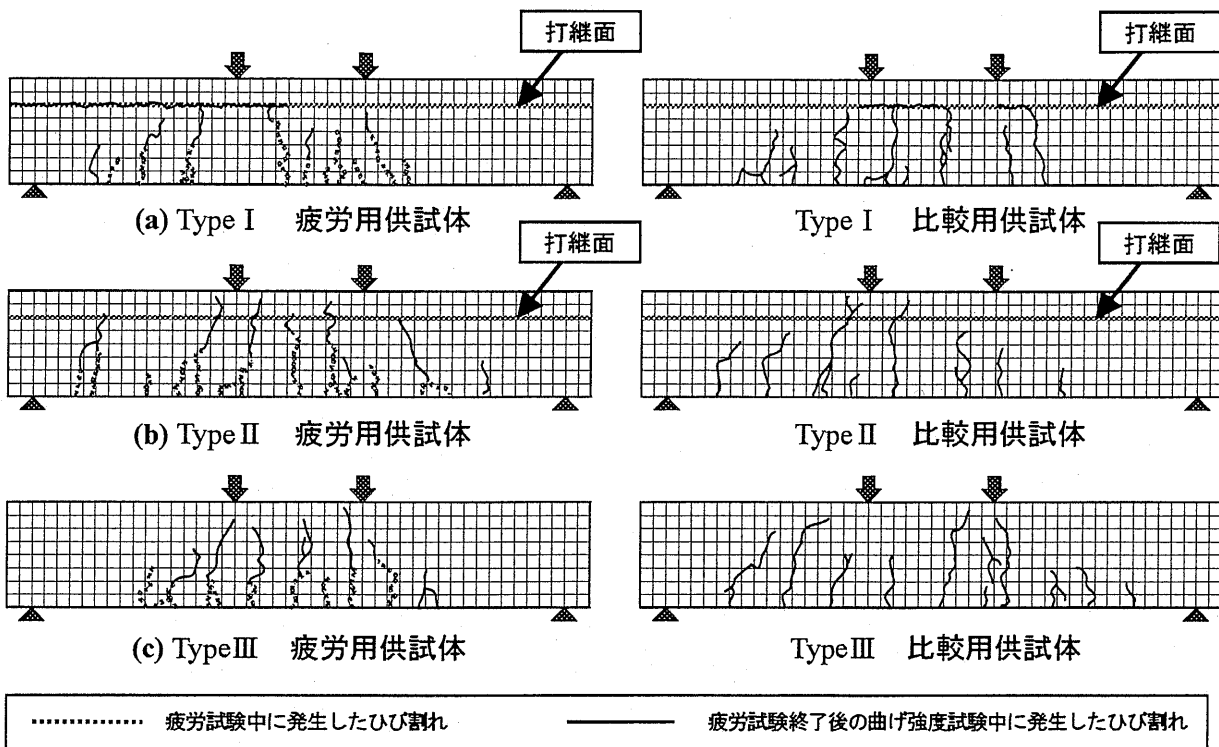 打継面
打継面
(a) Type Ⅰ 疲労用供試体
Type Ⅰ 比較用供試体
打継面
打継面
(b) Type Ⅱ 疲労用供試体
Type Ⅱ 比較用供試体
(c) Type Ⅲ 疲労用供試体
Type Ⅲ 比較用供試体
疲労試験中に発生したひび割れ
疲労試験終了後の曲げ強度試験中に発生したひび割れ